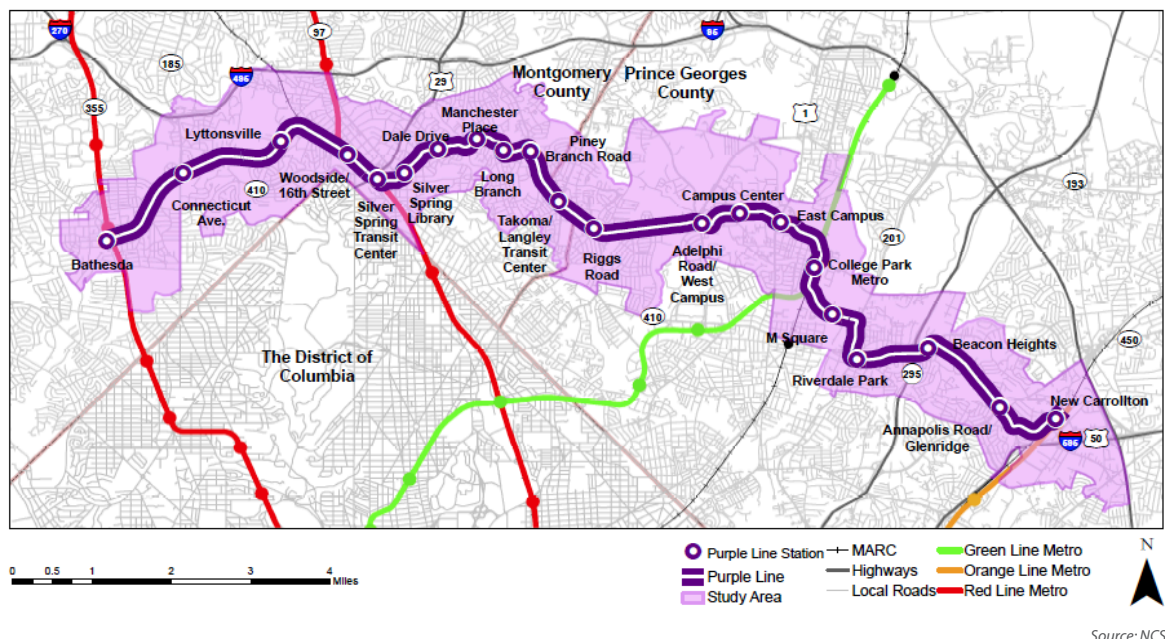 270
97
95
185
495
29
Montgomery
County
Prince Georges
County
355
1
Lyttonsville
Dale Drive
Manchester
Place
Piney
Branch Road
193
410
Woodside/
16th Street
Connecticut
Ave.
Silver
Spring
Library
Long
Branch
Campus Center
East Campus
Silver
Spring
Transit
Center
Takoma/
Langley
Transit
Center
201
Bathesda
Riggs
Road
Adelphi
Road/
West
Campus
College Park
Metro
410
M Square
450
The District of
Columbia
Beacon Heights
Riverdale Park
295
New Carrollton
Annapolis Road/
Glenridge
50
0 0.5 1 2 3 4
Miles
Purple Line Station
Purple Line
Study Area
MARC
Highways
Local Roads
Green Line Metro
Orange Line Metro
Red Line Metro
N
Source: NCS